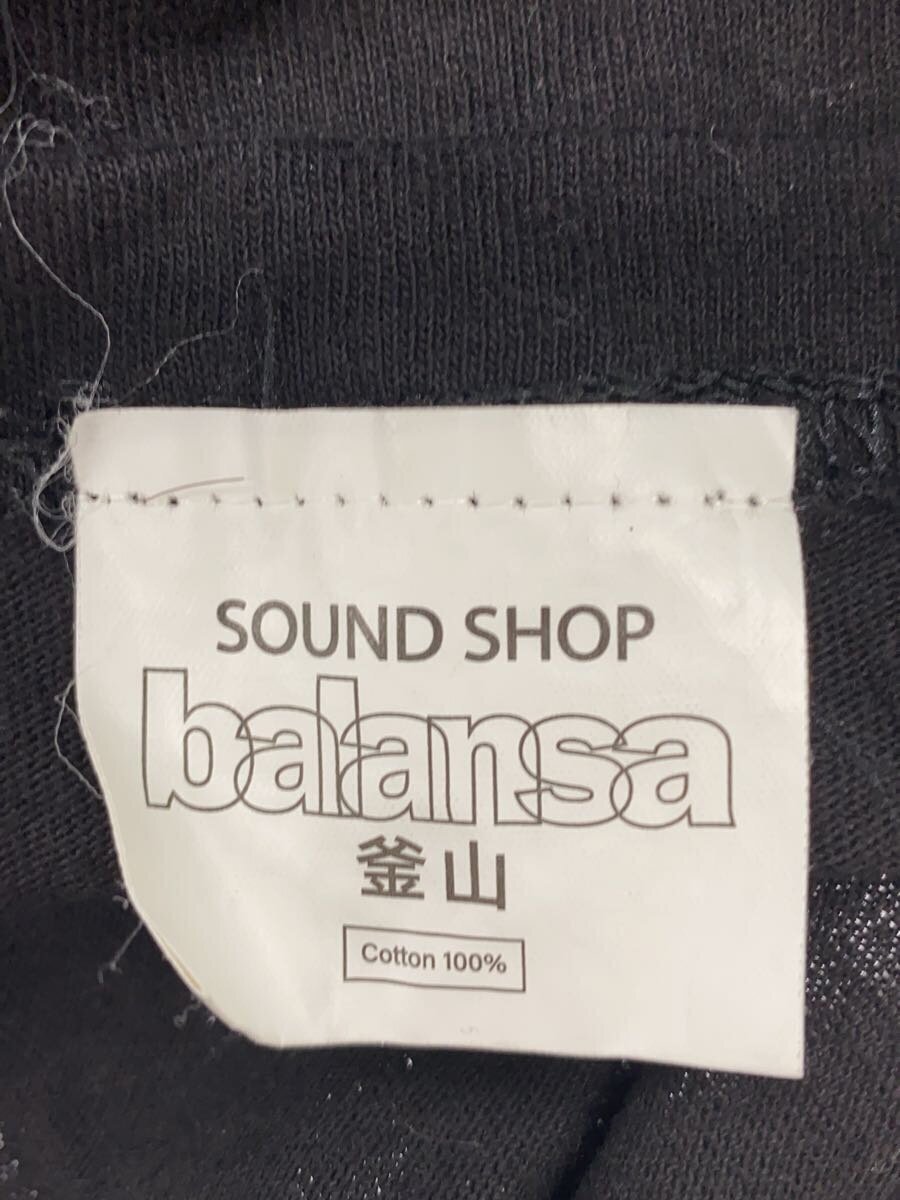 SOUND SHOP
balansa
釜山
Cotton 100%